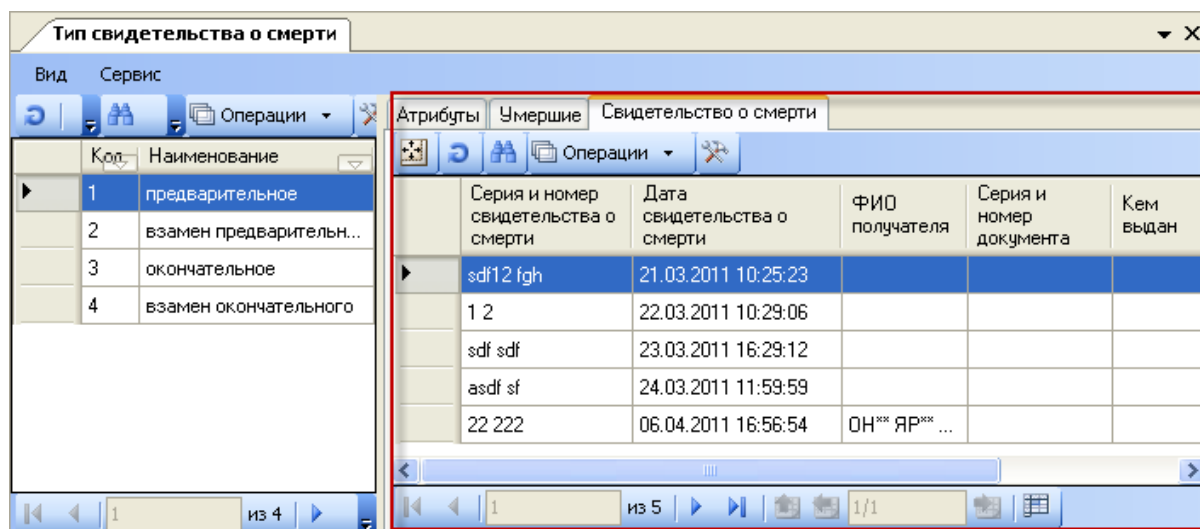 Тип свидетельства о смерти
Вид Сервис
Операции
Код Наименование
1 предварительное
2 взамен предварительн...
3 окончательное
4 взамен окончательного
1 из 4
Атрибуты Умершие Свидетельство о смерти
Операции
Серия и номер свидетельства о смерти
Дата свидетельства о смерти
ФИО получателя
Серия и номер документа
Кем выдан
sdf12 fgh 21.03.2011 10:25:23
1 2 22.03.2011 10:29:06
sdf sdf 23.03.2011 16:29:12
asdf sf 24.03.2011 11:59:59
22 222 06.04.2011 16:56:54 ОН** ЯР** ...
1 из 5 1/1